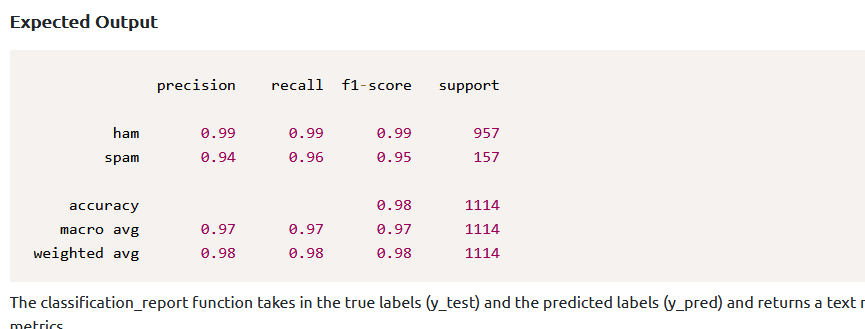 Expected Output
precision recall f1-score support
ham 0.99 0.99 0.99 957
spam 0.94 0.96 0.95 157
accuracy 0.98 1114
macro avg 0.97 0.97 0.97 1114
weighted avg 0.98 0.98 0.98 1114
The classification_report function takes in the true labels (y_test) and the predicted labels (y_pred) and returns a text
metrics